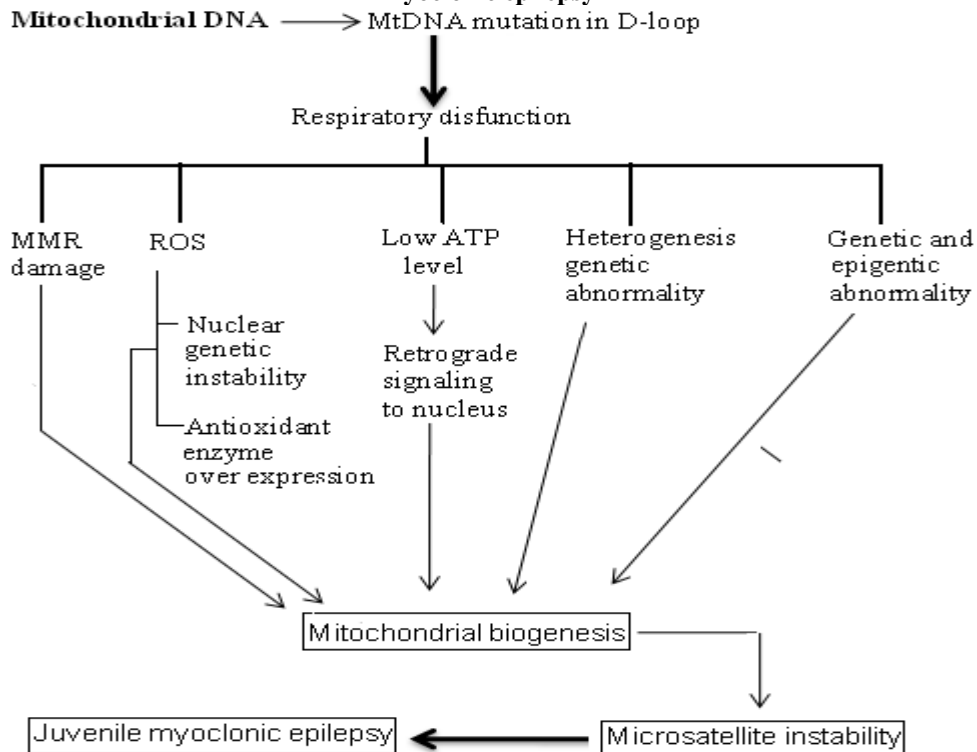 Mitochondrial DNA
MtDNA mutation in D-loop
Respiratory disfunction
MMR
damage
ROS
Low ATP
level
Heterogenesis
genetic
abnormality
Genetic and
epigentic
abnormality
Nuclear
genetic
instability
Antioxidant
enzyme
over expression
Retrograde
signaling
to nucleus
Mitochondrial biogenesis
Juvenile myoclonic epilepsy
Microsatellite instability